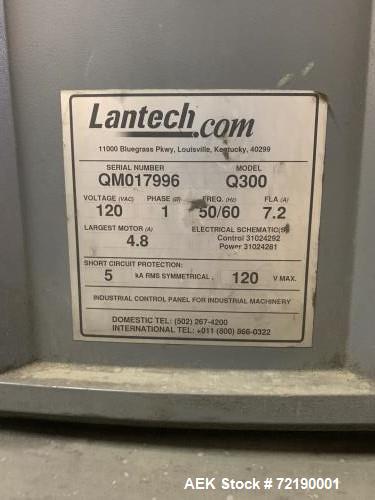 Lantech.com
11000 Bluegrass Pkwy, Louisville, Kentucky, 40299
SERIAL NUMBER MODEL
QM017996 Q300
VOLTAGE (VAC) PHASE (Ø) FREQ. (Hz) FLA (A)
120 1 50/60 7.2
LARGEST MOTOR (A) ELECTRICAL SCHEMATIC(S)
4.8 Control 31024292
Power 31024281
SHORT CIRCUIT PROTECTION:
5 kA RMS SYMMETRICAL, 120 V MAX.
INDUSTRIAL CONTROL PANEL FOR INDUSTRIAL MACHINERY
DOMESTIC TEL: (502) 267-4200
INTERNATIONAL TEL: +011 (800) 866-0322
AEK Stock # 72190001